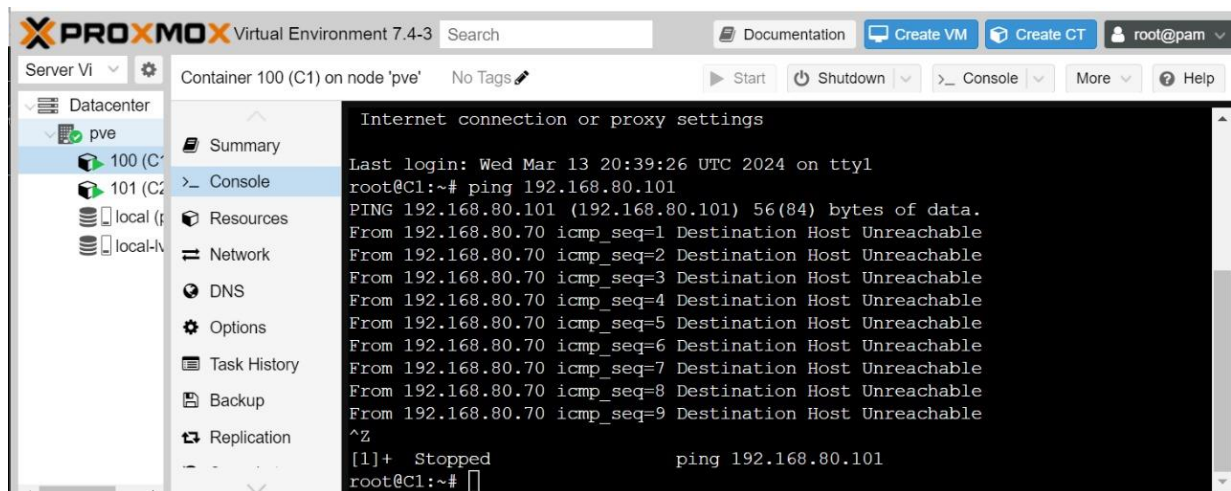 PROXMOX Virtual Environment 7.4-3 Search Documentation Create VM Create CT root@pam
Server Vi
Container 100 (C1) on node 'pve' No Tags Start Shutdown >_ Console More Help
Datacenter
pve
100 (C1
101 (C2
local (p
local-lv
Summary
>_ Console
Resources
Network
DNS
Options
Task History
Backup
Replication
Internet connection or proxy settings
Last login: Wed Mar 13 20:39:26 UTC 2024 on tty1
root@C1:~# ping 192.168.80.101
PING 192.168.80.101 (192.168.80.101) 56(84) bytes of data.
From 192.168.80.70 icmp_seq=1 Destination Host Unreachable
From 192.168.80.70 icmp_seq=2 Destination Host Unreachable
From 192.168.80.70 icmp_seq=3 Destination Host Unreachable
From 192.168.80.70 icmp_seq=4 Destination Host Unreachable
From 192.168.80.70 icmp_seq=5 Destination Host Unreachable
From 192.168.80.70 icmp_seq=6 Destination Host Unreachable
From 192.168.80.70 icmp_seq=7 Destination Host Unreachable
From 192.168.80.70 icmp_seq=8 Destination Host Unreachable
From 192.168.80.70 icmp_seq=9 Destination Host Unreachable
^Z
[1]+ Stopped ping 192.168.80.101
root@C1:~#